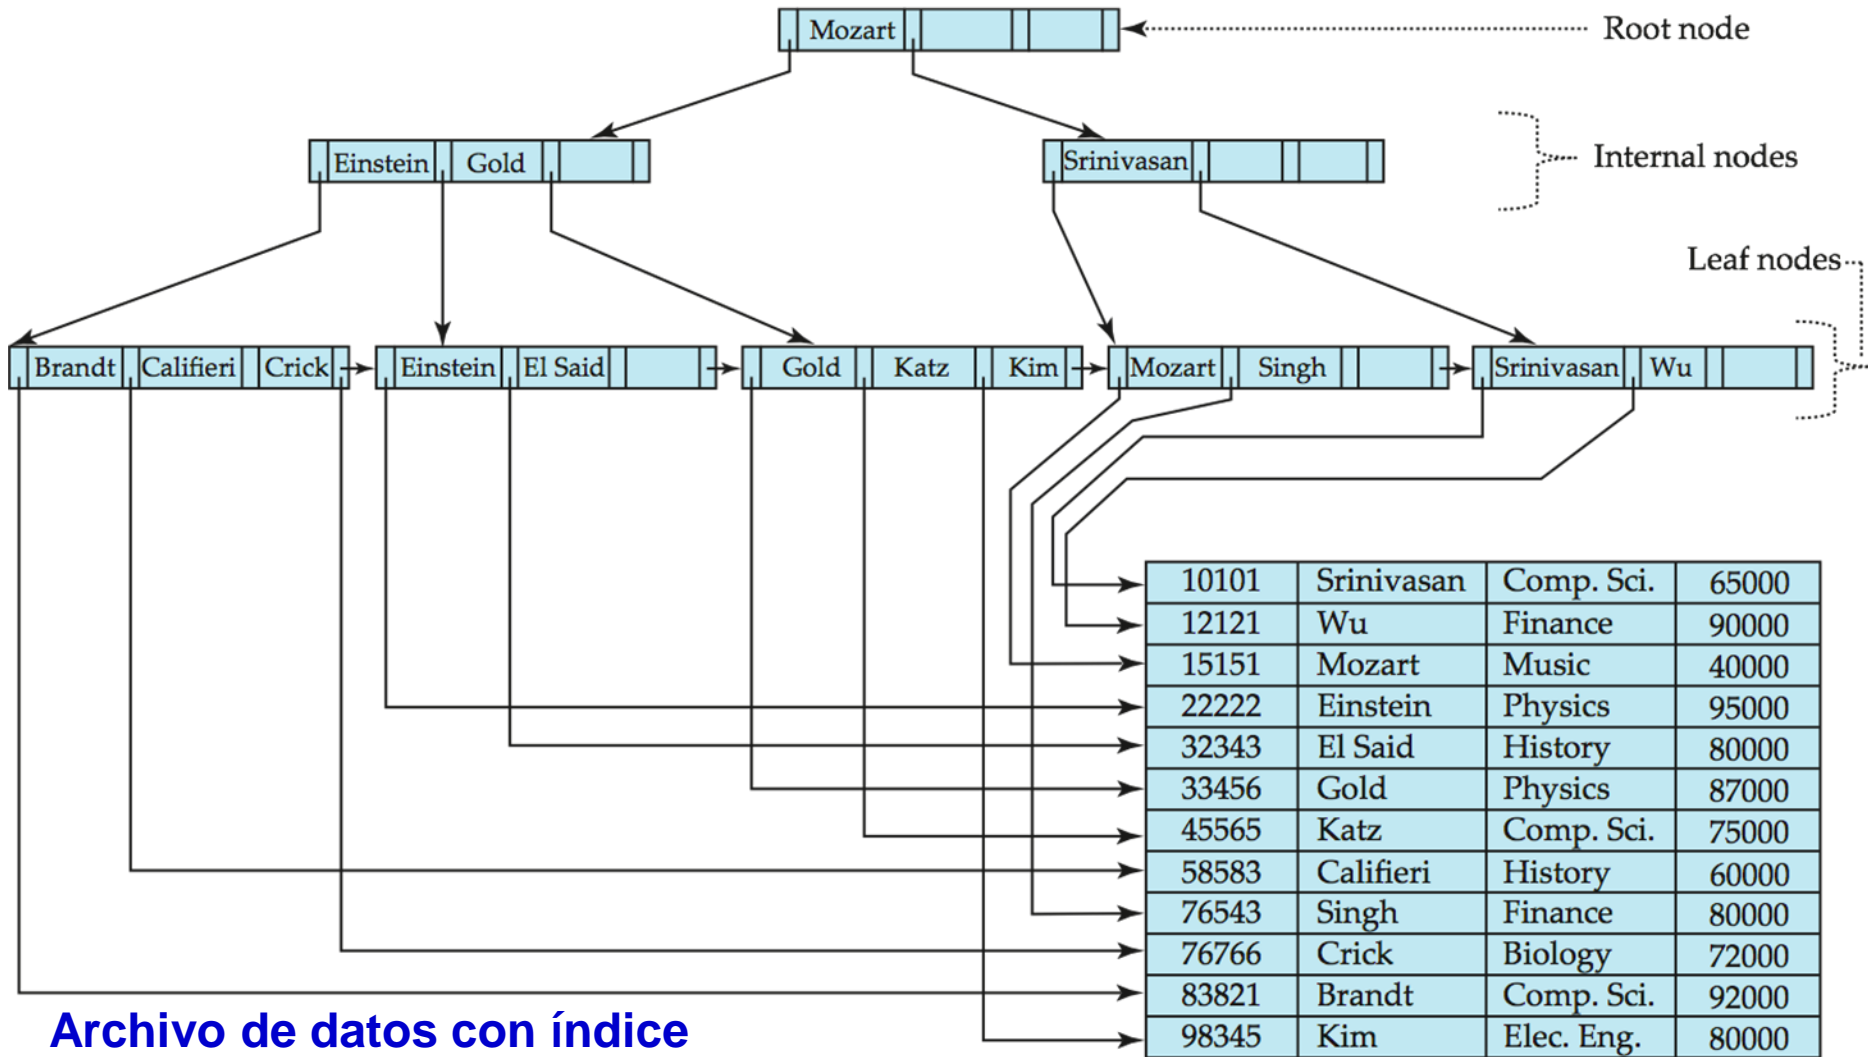 Mozart
Root node
Einstein Gold
Srinivasan
Internal nodes
Leaf nodes
Brandt Califieri Crick
Einstein El Said
Gold Katz Kim
Mozart Singh
Srinivasan Wu
10101 Srinivasan Comp. Sci. 65000
12121 Wu Finance 90000
15151 Mozart Music 40000
22222 Einstein Physics 95000
32343 El Said History 80000
33456 Gold Physics 87000
45565 Katz Comp. Sci. 75000
58583 Califieri History 60000
76543 Singh Finance 80000
76766 Crick Biology 72000
83821 Brandt Comp. Sci. 92000
98345 Kim Elec. Eng. 80000
Archivo de datos con índice